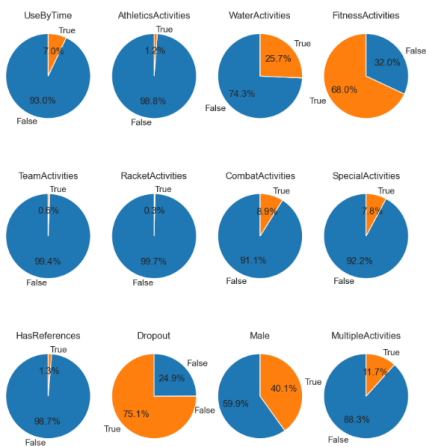 UseByTime
True
7.0%
93.0%
False
AthleticsActivities
True
1.2%
98.8%
False
WaterActivities
True
25.7%
74.3%
False
FitnessActivities
False
32.0%
68.0%
True
TeamActivities
True
0.6%
99.4%
False
RacketActivities
True
0.3%
99.7%
False
CombatActivities
True
8.9%
91.1%
False
SpecialActivities
True
7.8%
92.2%
False
HasReferences
True
1.3%
98.7%
False
Dropout
False
24.9%
75.1%
True
Male
False
40.1%
True
59.9%
MultipleActivities
True
11.7%
88.3%
False